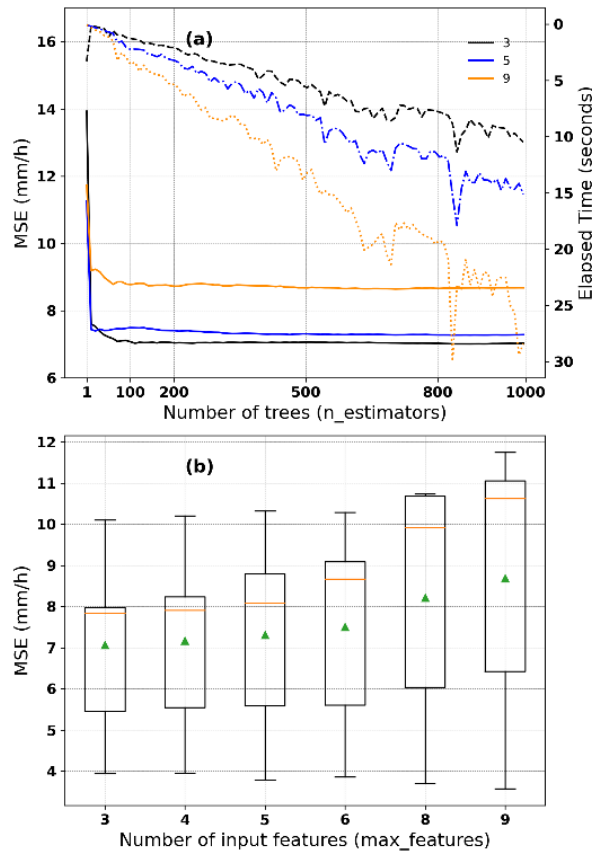 (a)
3
5
9
16
14
12
10
8
6
MSE (mm/h)
0
5
10
15
20
25
30
Elapsed Time (seconds)
1 100 200 500 800 1000
Number of trees (n_estimators)
(b)
12
11
10
9
8
7
6
5
4
MSE (mm/h)
3 4 5 6 8 9
Number of input features (max_features)